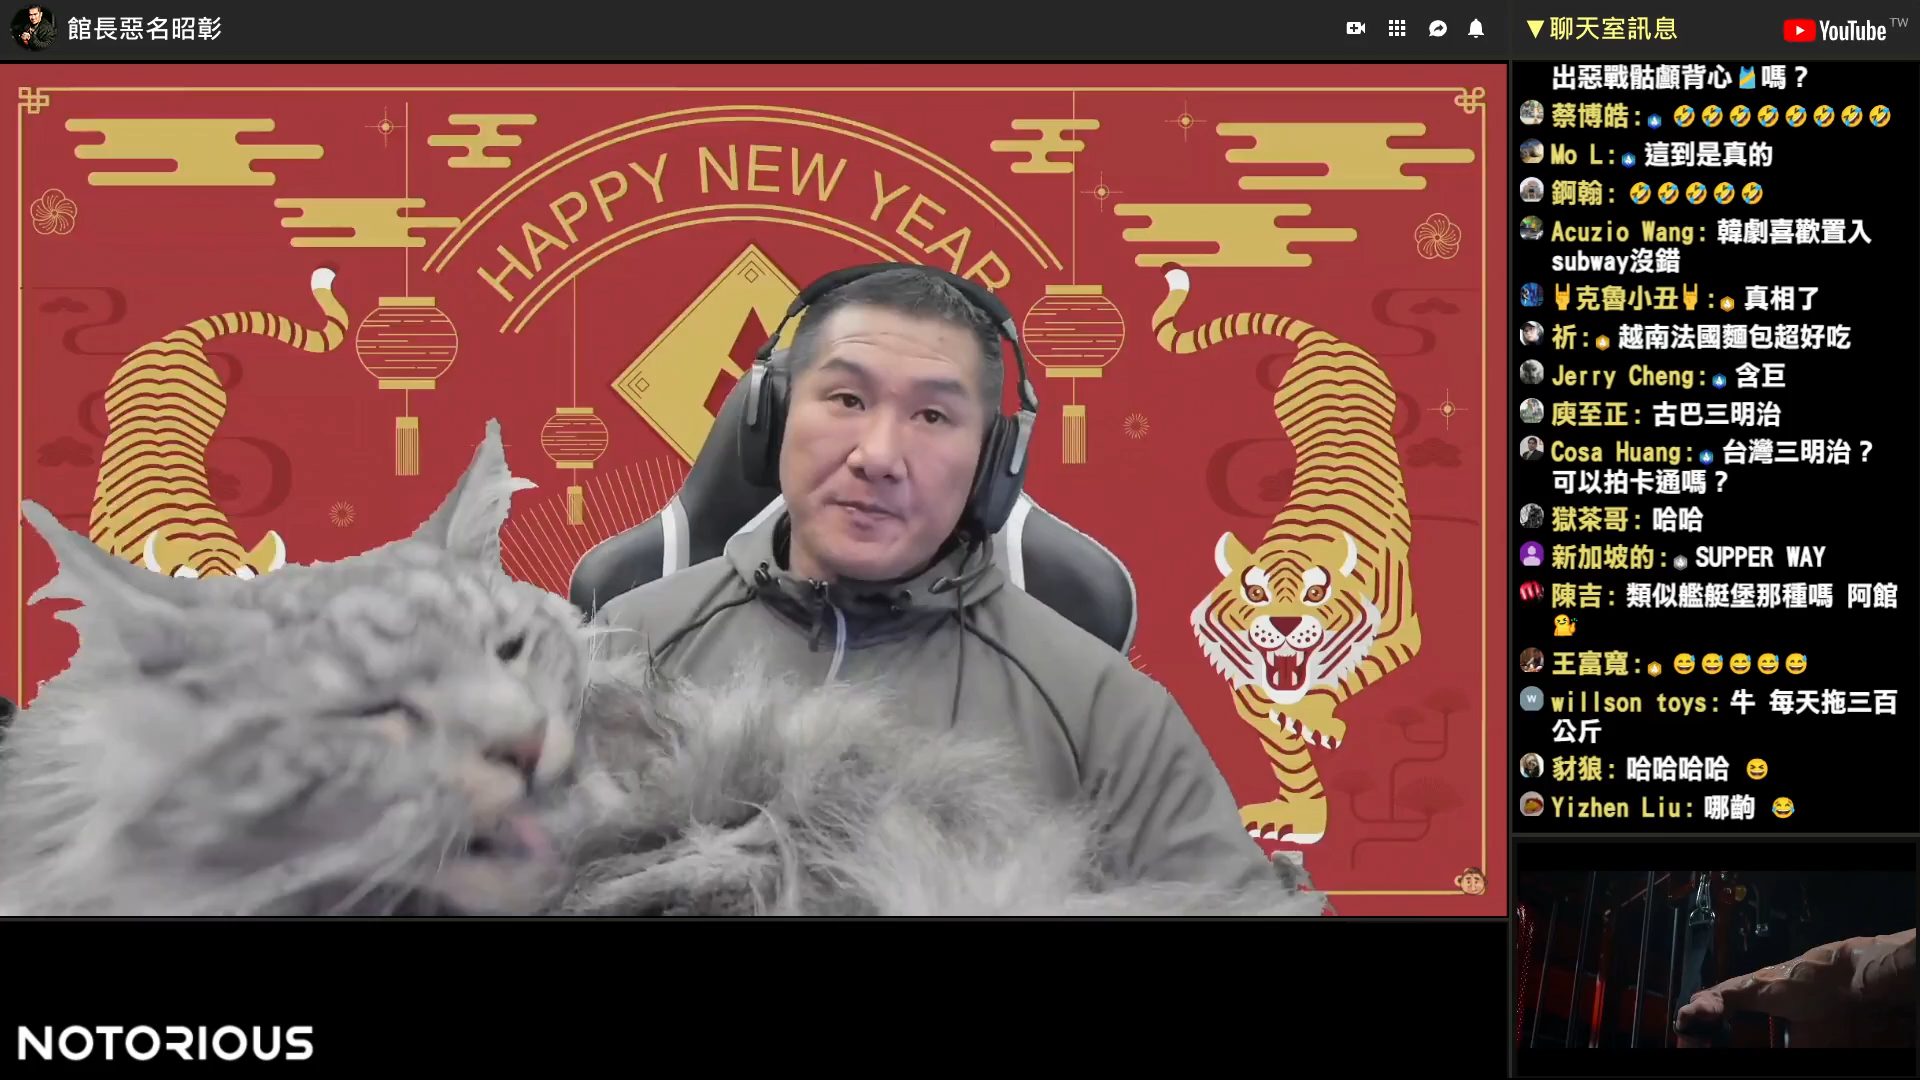 館長惡名昭彰
▼聊天室訊息
YouTube TW
HAPPY NEW YEAR
出惡戰骷顱背心🎽嗎？
蔡博皓: 🤣🤣🤣🤣🤣🤣🤣🤣
Mo L: 這到是真的
錒翰: 🤣🤣🤣🤣🤣
Acuzio Wang: 韓劇喜歡置入
subway沒錯
🤘克魯小丑🤘: 真相了
祈: 越南法國麵包超好吃
Jerry Cheng: 含巨
庾至正: 古巴三明治
Cosa Huang: 台灣三明治？
可以拍卡通嗎？
獄茶哥: 哈哈
新加坡的: SUPPER WAY
陳吉: 類似艦艇堡那種嗎 阿館
王富寬: 😅😅😅😅😅
willson toys: 牛 每天拖三百
公斤
豺狼: 哈哈哈哈 😆
Yizhen Liu: 哪齣 😂
NOTORIOUS